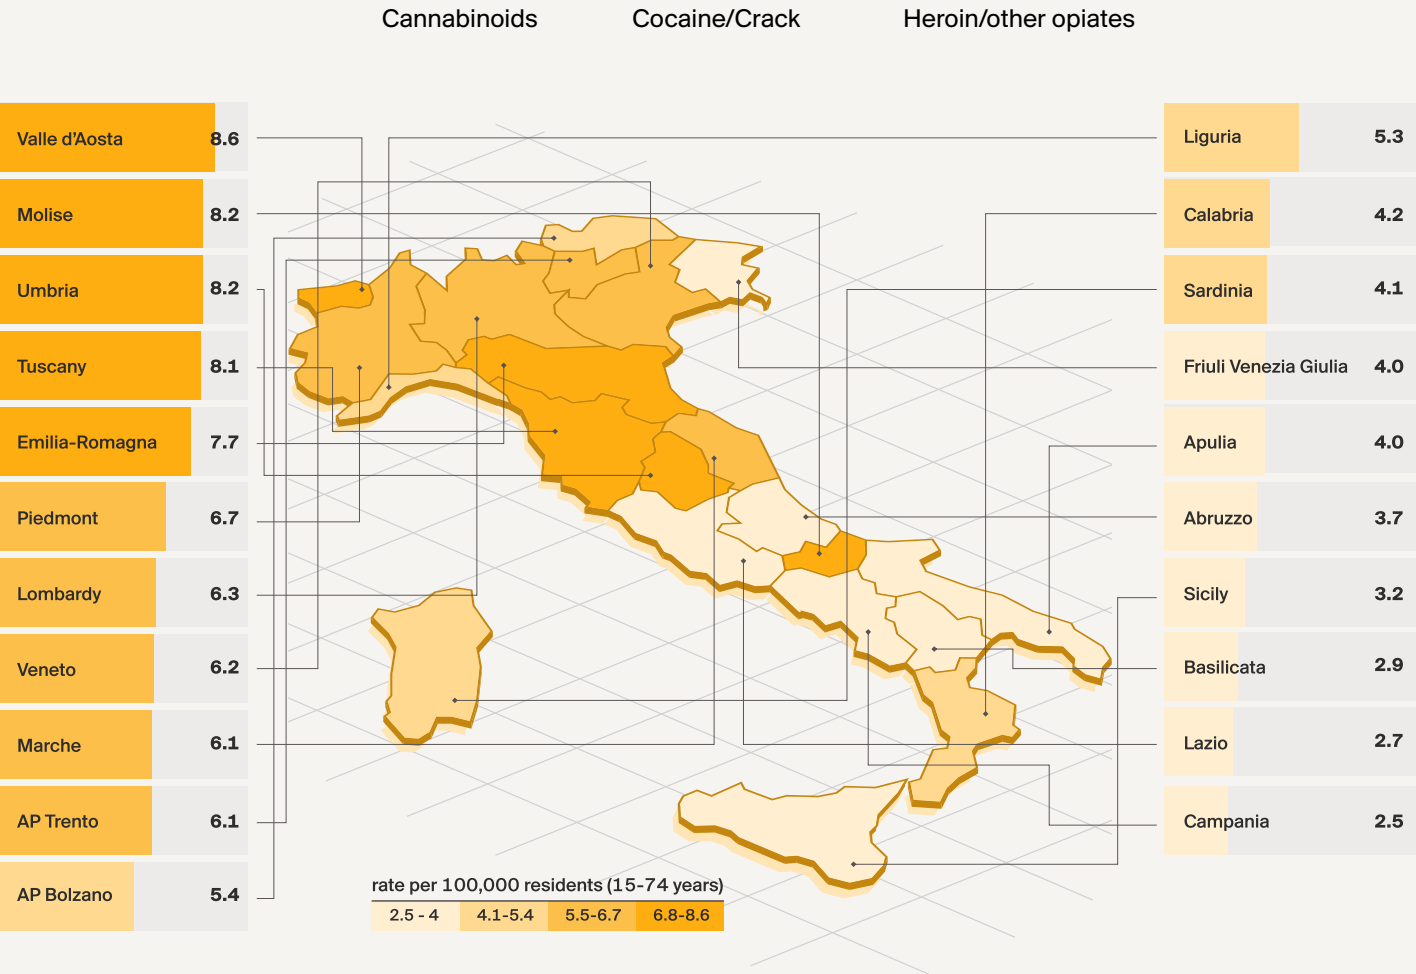 Cannabinoids
Cocaine/Crack
Heroin/other opiates
Valle d’Aosta 8.6
Molise 8.2
Umbria 8.2
Tuscany 8.1
Emilia-Romagna 7.7
Piedmont 6.7
Lombardy 6.3
Veneto 6.2
Marche 6.1
AP Trento 6.1
AP Bolzano 5.4
Liguria 5.3
Calabria 4.2
Sardinia 4.1
Friuli Venezia Giulia 4.0
Apulia 4.0
Abruzzo 3.7
Sicily 3.2
Basilicata 2.9
Lazio 2.7
Campania 2.5
rate per 100,000 residents (15-74 years)
2.5 - 4 4.1-5.4 5.5-6.7 6.8-8.6